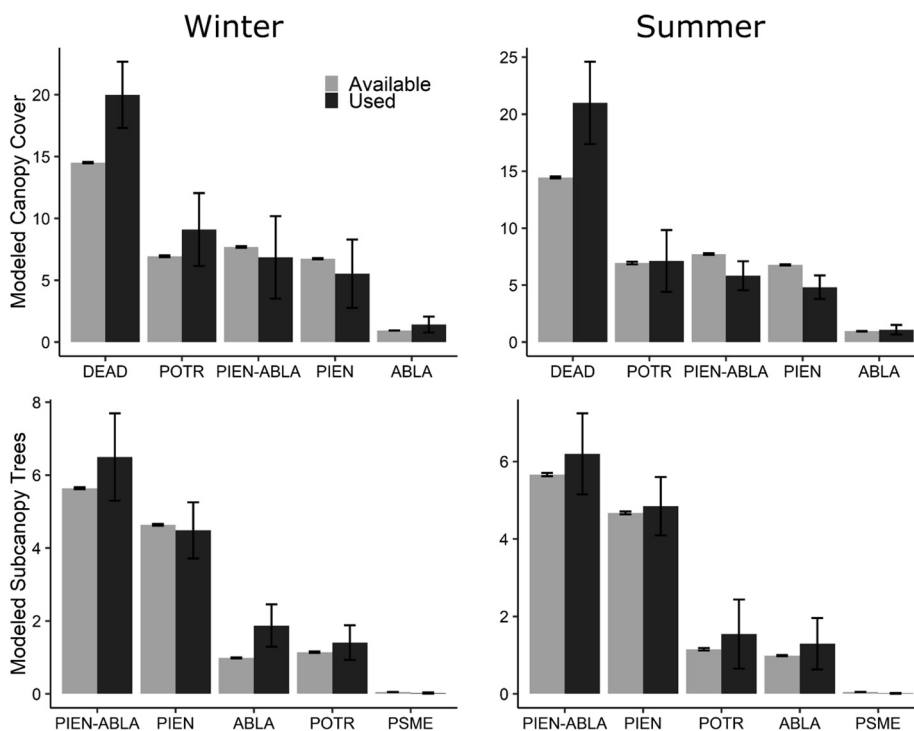 Winter
Summer
Available
Used
Modeled Canopy Cover
20
15
10
5
0
DEAD POTR PIEN-ABLA PIEN ABLA
25
20
15
10
5
0
DEAD POTR PIEN-ABLA PIEN ABLA
Modeled Subcanopy Trees
8
6
4
2
0
PIEN-ABLA PIEN ABLA POTR PSME
6
4
2
0
PIEN-ABLA PIEN POTR ABLA PSME